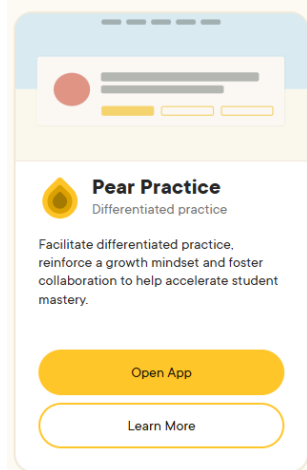 Pear Practice
Differentiated practice
Facilitate differentiated practice,
reinforce a growth mindset and foster
collaboration to help accelerate student
mastery.
Open App
Learn More